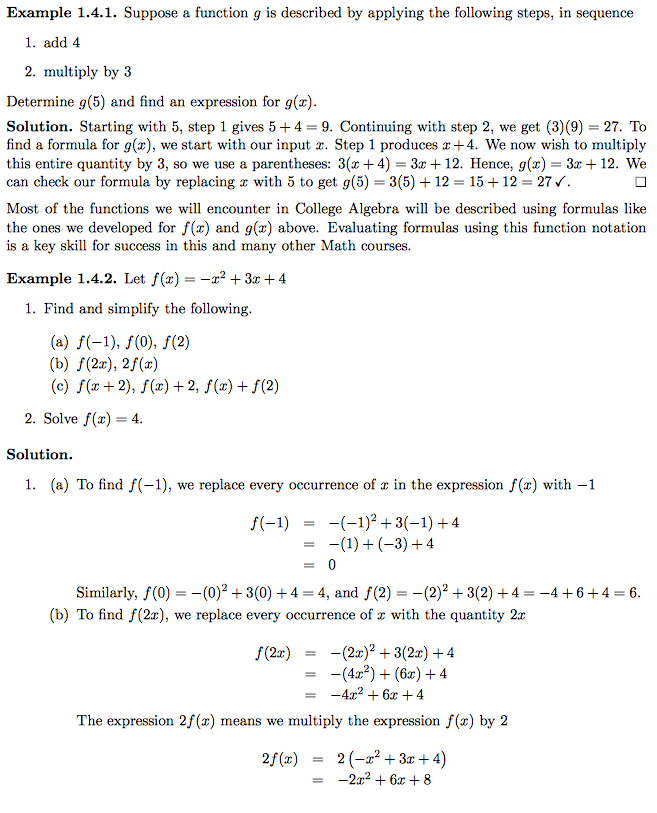 Example 1.4.1. Suppose a function g is described by applying the following steps, in sequence
1. add 4
2. multiply by 3
Determine g(5) and find an expression for g(x).
Solution. Starting with 5, step 1 gives 5 + 4 = 9. Continuing with step 2, we get (3)(9) = 27. To
find a formula for g(x), we start with our input x. Step 1 produces x + 4. We now wish to multiply
this entire quantity by 3, so we use a parentheses: 3(x + 4) = 3x + 12. Hence, g(x) = 3x + 12. We
can check our formula by replacing x with 5 to get g(5) = 3(5) + 12 = 15 + 12 = 27 ✓. □
Most of the functions we will encounter in College Algebra will be described using formulas like
the ones we developed for f(x) and g(x) above. Evaluating formulas using this function notation
is a key skill for success in this and many other Math courses.
Example 1.4.2. Let f(x) = −x² + 3x + 4
1. Find and simplify the following.
(a) f(−1), f(0), f(2)
(b) f(2x), 2f(x)
(c) f(x + 2), f(x) + 2, f(x) + f(2)
2. Solve f(x) = 4.
Solution.
1. (a) To find f(−1), we replace every occurrence of x in the expression f(x) with −1
f(−1) = −(−1)² + 3(−1) + 4
= −(1) + (−3) + 4
= 0
Similarly, f(0) = −(0)² + 3(0) + 4 = 4, and f(2) = −(2)² + 3(2) + 4 = −4 + 6 + 4 = 6.
(b) To find f(2x), we replace every occurrence of x with the quantity 2x
f(2x) = −(2x)² + 3(2x) + 4
= −(4x²) + (6x) + 4
= −4x² + 6x + 4
The expression 2f(x) means we multiply the expression f(x) by 2
2f(x) = 2 (−x² + 3x + 4)
= −2x² + 6x + 8